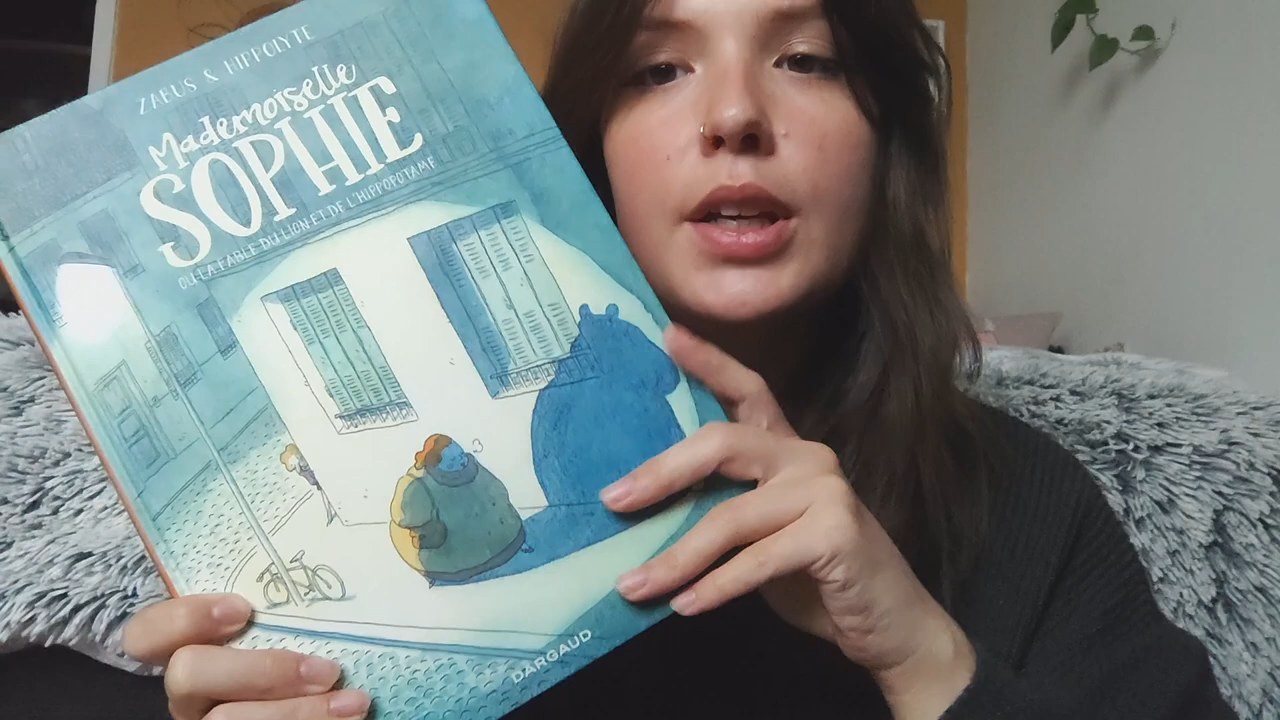 ZABUS & HIPPOLYTE
Mademoiselle
SOPHIE
OU LA FABLE DU LION ET DE L'HIPPOPOTAME
DARGAUD